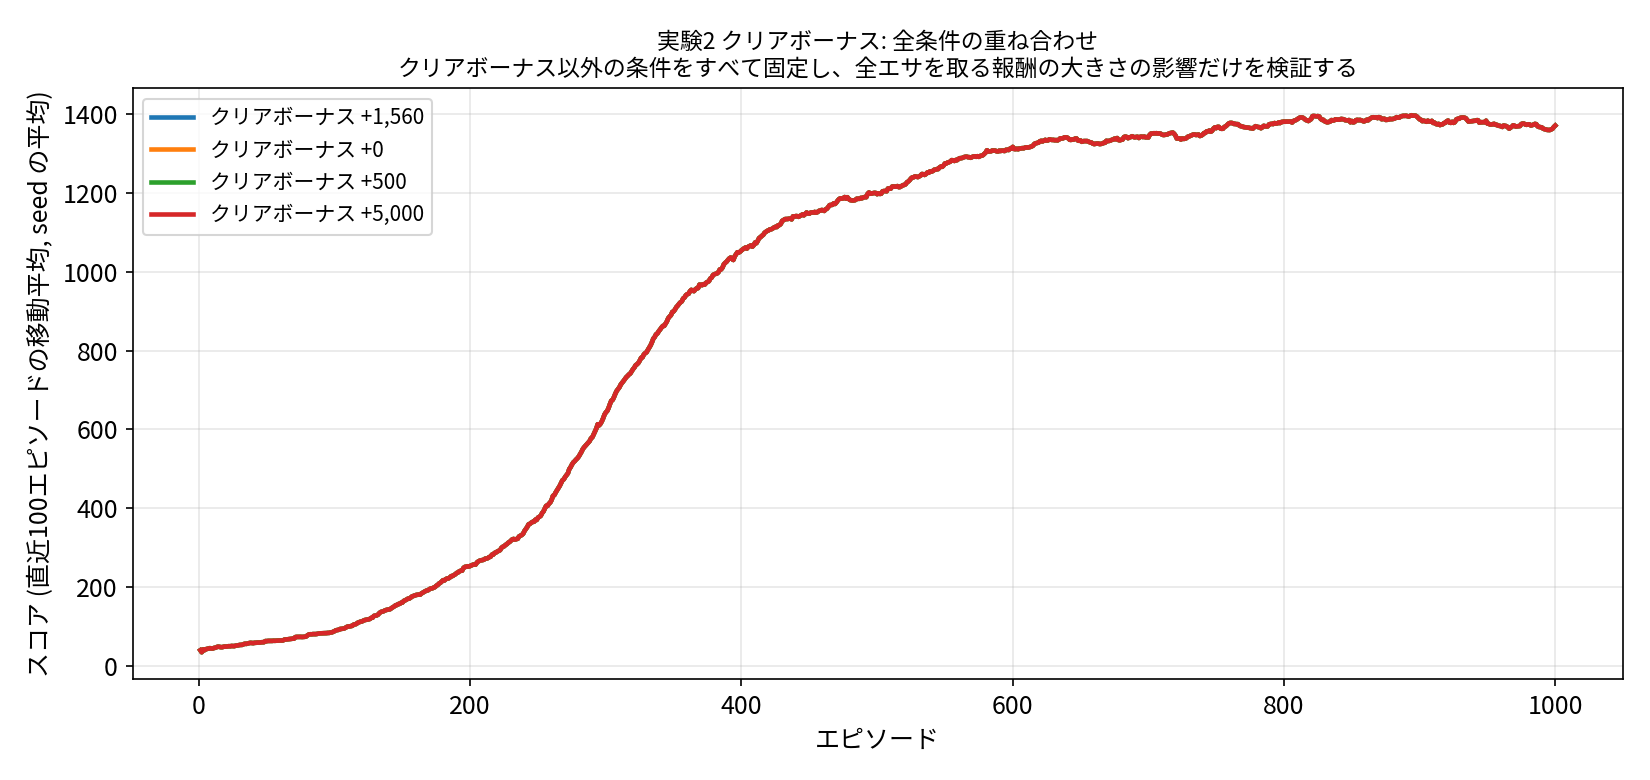 実験2 クリアボーナス: 全条件の重ね合わせ
クリアボーナス以外の条件をすべて固定し、全エサを取る報酬の大きさの影響だけを検証する
クリアボーナス +1,560
クリアボーナス +0
クリアボーナス +500
クリアボーナス +5,000
スコア (直近100エピソードの移動平均, seed の平均)
1400
1200
1000
800
600
400
200
0
0 200 400 600 800 1000
エピソード